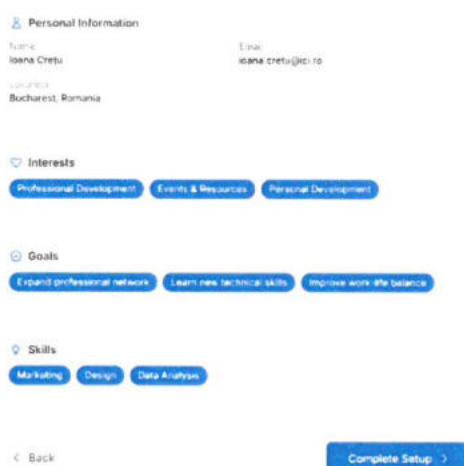 Personal Information
Name Email
Ioana Crețu ioana.cretu@ici.ro
Location
Bucharest, Romania
Interests
Professional Development Events & Resources Personal Development
Goals
Expand professional network Learn new technical skills Improve work-life balance
Skills
Marketing Design Data Analysis
Back Complete Setup